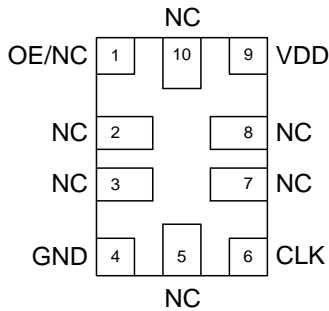 NC
OE/NC 1 10 9 VDD
NC 2 8 NC
NC 3 7 NC
GND 4 5 6 CLK
NC